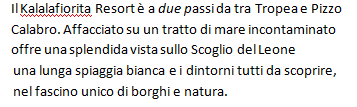 Il Kalalafiorita Resort è a due passi da tra Tropea e Pizzo
Calabro. Affacciato su un tratto di mare incontaminato
offre una splendida vista sullo Scoglio del Leone
una lunga spiaggia bianca e i dintorni tutti da scoprire,
nel fascino unico di borghi e natura.